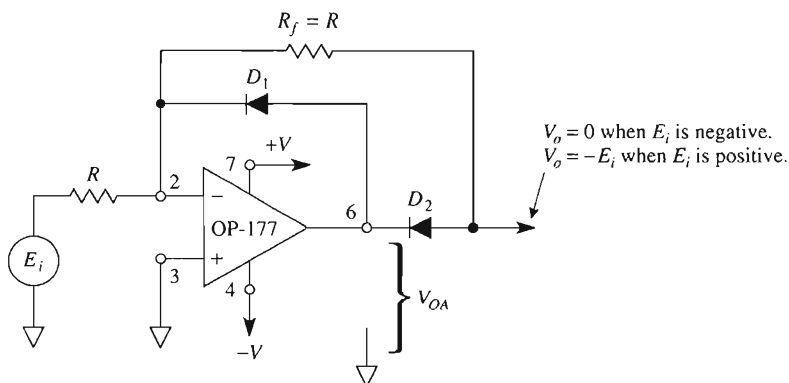 R_f = R
D_1
V_o = 0 when E_i is negative.
V_o = −E_i when E_i is positive.
+V
7
R
2
−
D_2
6
OP-177
E_i
+
3
4
V_OA
−V